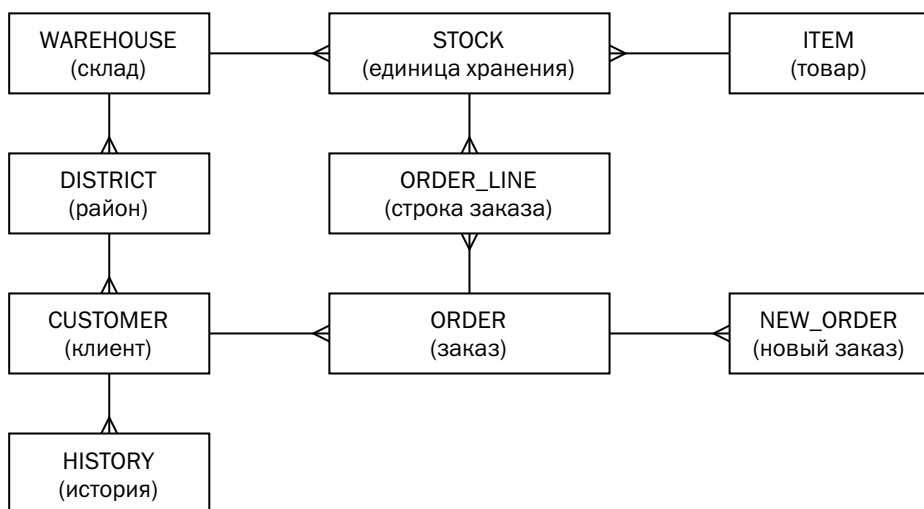 WAREHOUSE
(склад)
STOCK
(единица хранения)
ITEM
(товар)
DISTRICT
(район)
ORDER_LINE
(строка заказа)
CUSTOMER
(клиент)
ORDER
(заказ)
NEW_ORDER
(новый заказ)
HISTORY
(история)